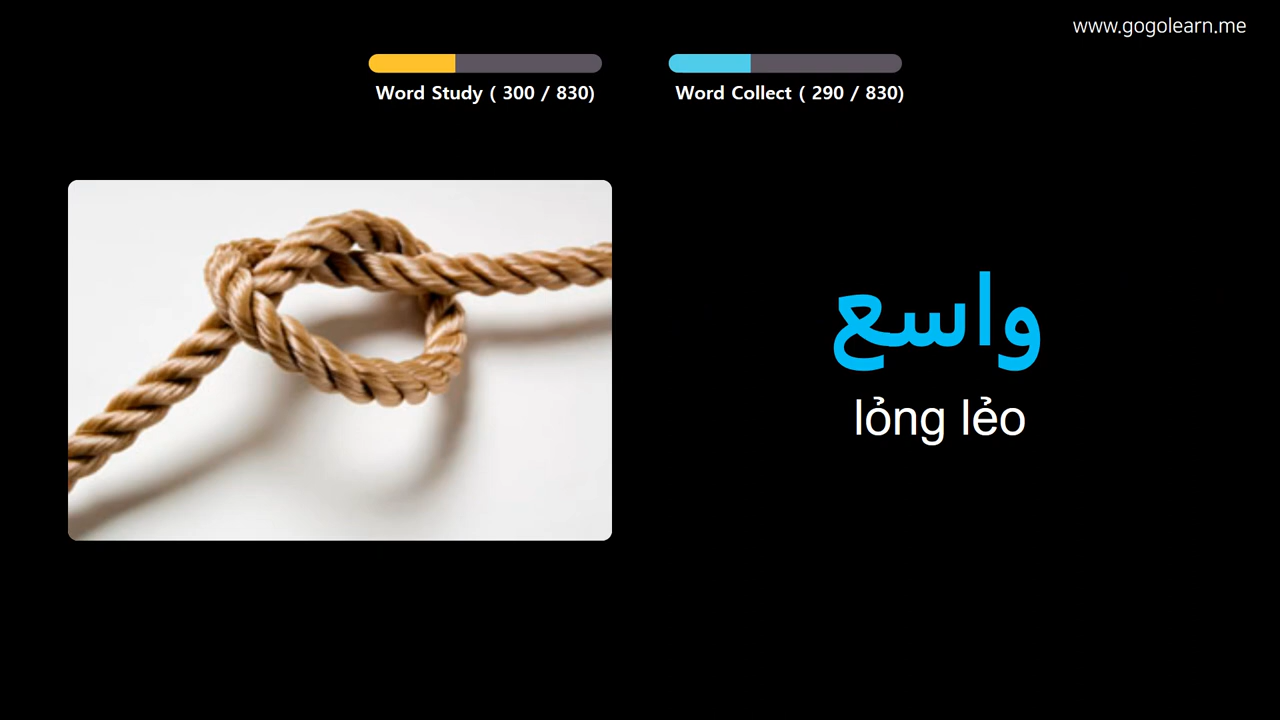 www.gogolearn.me
Word Study ( 300 / 830)
Word Collect ( 290 / 830)
واسع
lỏng lẻo